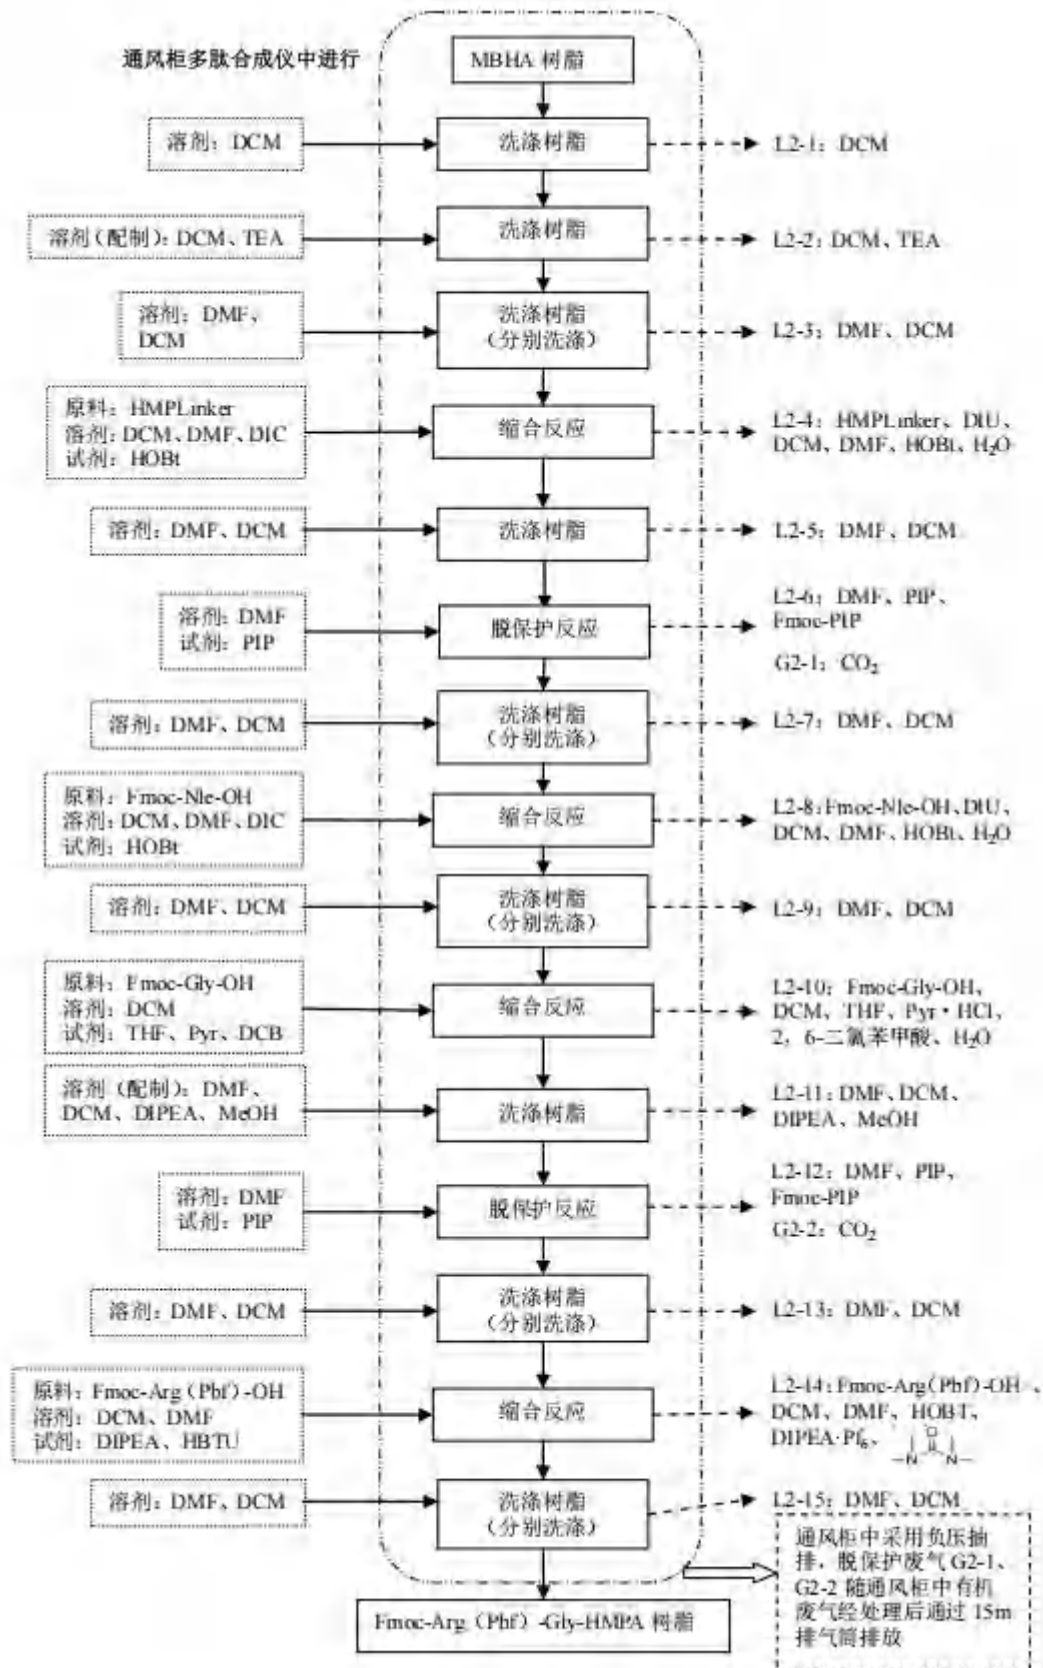 通风柜多肽合成仪中进行
MBHA 树脂
溶剂：DCM
洗涤树脂
L2-1：DCM
溶剂（配制）：DCM、TEA
洗涤树脂
L2-2：DCM、TEA
溶剂：DMF、
DCM
洗涤树脂
（分别洗涤）
L2-3：DMF、DCM
原料：HMPLinker
溶剂：DCM、DMF、DIC
试剂：HOBt
缩合反应
L2-4：HMPLinker、DIU、
DCM、DMF、HOBt、H₂O
溶剂：DMF、DCM
洗涤树脂
L2-5：DMF、DCM
溶剂：DMF
试剂：PIP
脱保护反应
L2-6：DMF、PIP、
Fmoc-PIP
G2-1：CO₂
溶剂：DMF、DCM
洗涤树脂
（分别洗涤）
L2-7：DMF、DCM
原料：Fmoc-Nle-OH
溶剂：DCM、DMF、DIC
试剂：HOBt
缩合反应
L2-8:Fmoc-Nle-OH、DIU、
DCM、DMF、HOBt、H₂O
溶剂：DMF、DCM
洗涤树脂
（分别洗涤）
L2-9：DMF、DCM
原料：Fmoc-Gly-OH
溶剂：DCM
试剂：THF、Pyr、DCB
缩合反应
L2-10：Fmoc-Gly-OH、
DCM、THF、Pyr·HCl、
2，6-二氯苯甲酸、H₂O
溶剂（配制）：DMF、
DCM、DIPEA、MeOH
洗涤树脂
L2-11：DMF、DCM、
DIPEA、MeOH
溶剂：DMF
试剂：PIP
脱保护反应
L2-12：DMF、PIP、
Fmoc-PIP
G2-2：CO₂
溶剂：DMF、DCM
洗涤树脂
（分别洗涤）
L2-13：DMF、DCM
原料：Fmoc-Arg（Pbf）-OH
溶剂：DCM、DMF
试剂：DIPEA、HBTU
缩合反应
L2-14：Fmoc-Arg(Pbf)-OH、
DCM、DMF、HOBT、
DIPEA·Pf₆、
O
N N
溶剂：DMF、DCM
洗涤树脂
（分别洗涤）
L2-15：DMF、DCM
通风柜中采用负压抽
排，脱保护废气 G2-1、
G2-2 随通风柜中有机
废气经处理后通过 15m
排气筒排放
Fmoc-Arg（Pbf）-Gly-HMPA 树脂